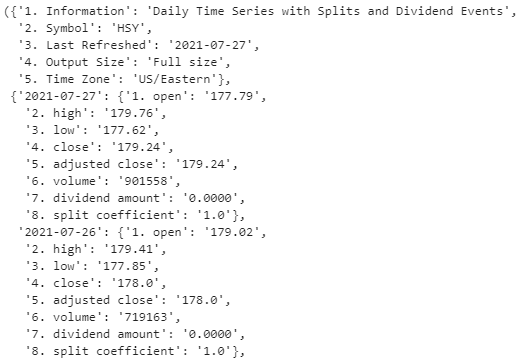 ({'1. Information': 'Daily Time Series with Splits and Dividend Events',
'2. Symbol': 'HSY',
'3. Last Refreshed': '2021-07-27',
'4. Output Size': 'Full size',
'5. Time Zone': 'US/Eastern'},
{'2021-07-27': {'1. open': '177.79',
'2. high': '179.76',
'3. low': '177.62',
'4. close': '179.24',
'5. adjusted close': '179.24',
'6. volume': '901558',
'7. dividend amount': '0.0000',
'8. split coefficient': '1.0'},
'2021-07-26': {'1. open': '179.02',
'2. high': '179.41',
'3. low': '177.85',
'4. close': '178.0',
'5. adjusted close': '178.0',
'6. volume': '719163',
'7. dividend amount': '0.0000',
'8. split coefficient': '1.0'},